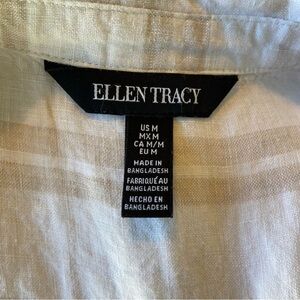 ELLEN TRACY
US M
MX M
CA M/M
EU M
MADE IN
BANGLADESH
FABRIQUÉ AU
BANGLADESH
HECHO EN
BANGLADESH